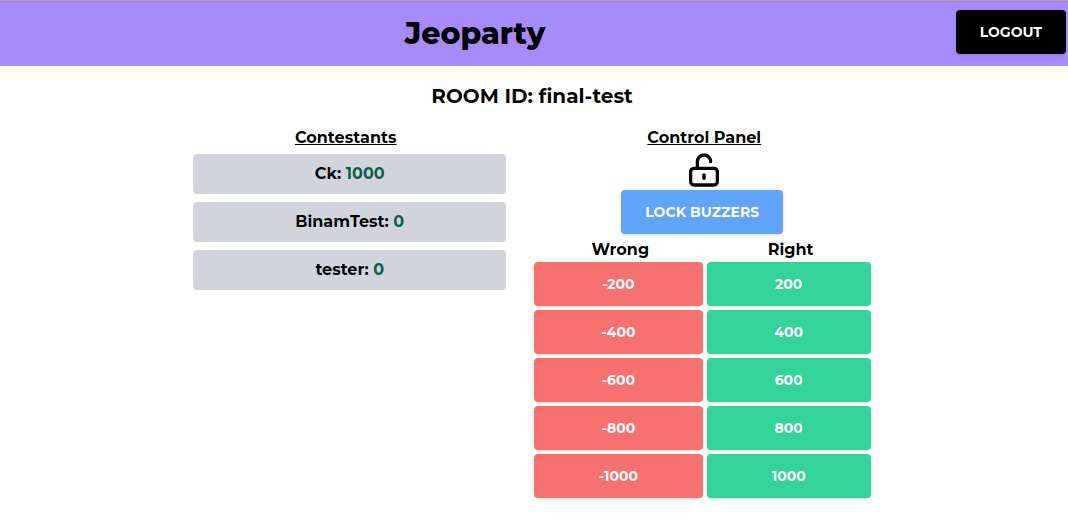 Jeoparty
LOGOUT
ROOM ID: final-test
Contestants
Ck: 1000
BinamTest: 0
tester: 0
Control Panel
LOCK BUZZERS
Wrong Right
-200 200
-400 400
-600 600
-800 800
-1000 1000